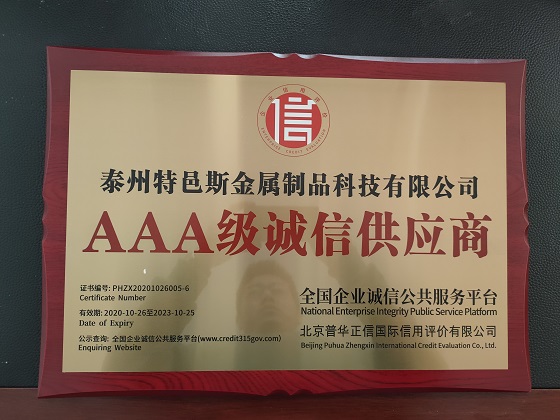 信
泰州特邑斯金属制品科技有限公司
AAA级诚信供应商
证书编号: PHZX20201026005-6
Certificate Number
有效期: 2020-10-26至2023-10-25
Date of Expiry
公示查询: 全国企业诚信公共服务平台(www.credit315gov.com)
Enquiring Website
全国企业诚信公共服务平台
National Enterprise Integrity Public Service Platform
北京普华正信国际信用评价有限公司
Beijing Puhua Zhengxin International Credit Evaluation Co., Ltd.